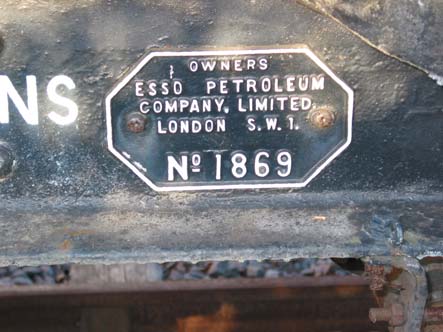 NS
OWNERS
ESSO PETROLEUM
COMPANY, LIMITED.
LONDON S.W.1.
Nº 1869